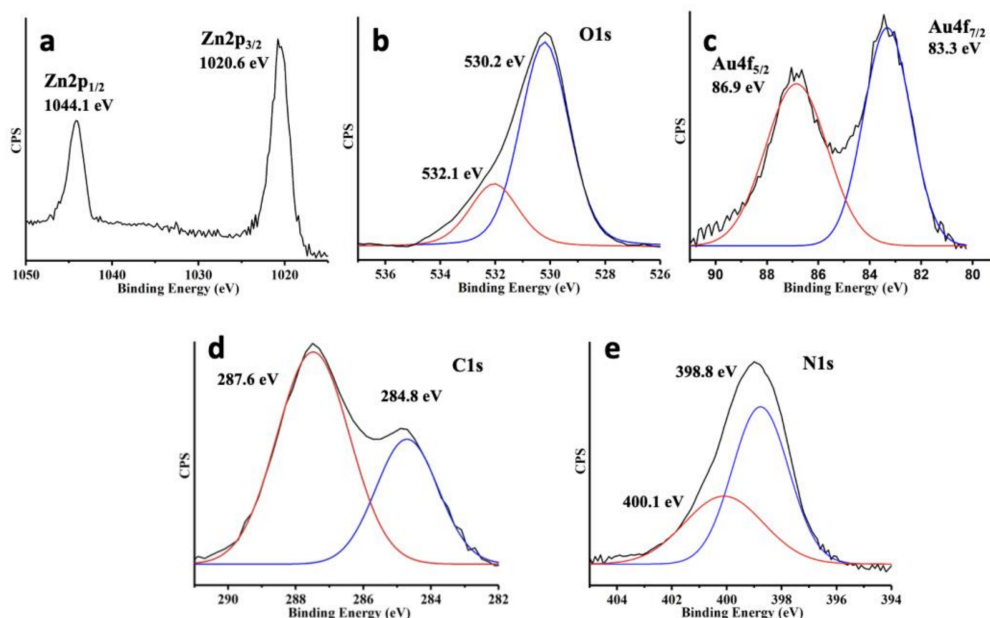 a
Zn2p3/2
1020.6 eV
Zn2p1/2
1044.1 eV
CPS
1050 1040 1030 1020
Binding Energy (eV)
b
O1s
530.2 eV
532.1 eV
CPS
536 534 532 530 528 526
Binding Energy (eV)
c
Au4f7/2
83.3 eV
Au4f5/2
86.9 eV
CPS
90 88 86 84 82 80
Binding Energy (eV)
d
C1s
287.6 eV
284.8 eV
CPS
290 288 286 284 282
Binding Energy (eV)
e
N1s
398.8 eV
400.1 eV
CPS
404 402 400 398 396 394
Binding Energy (eV)